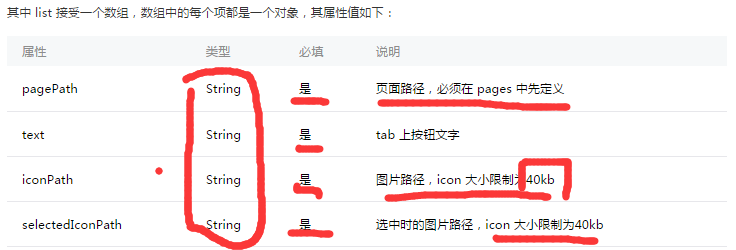 其中 list 接受一个数组，数组中的每个项都是一个对象，其属性值如下：
属性 类型 必填 说明
pagePath String 是 页面路径，必须在 pages 中先定义
text String 是 tab 上按钮文字
iconPath String 是 图片路径，icon 大小限制为40kb
selectedIconPath String 是 选中时的图片路径，icon 大小限制为40kb